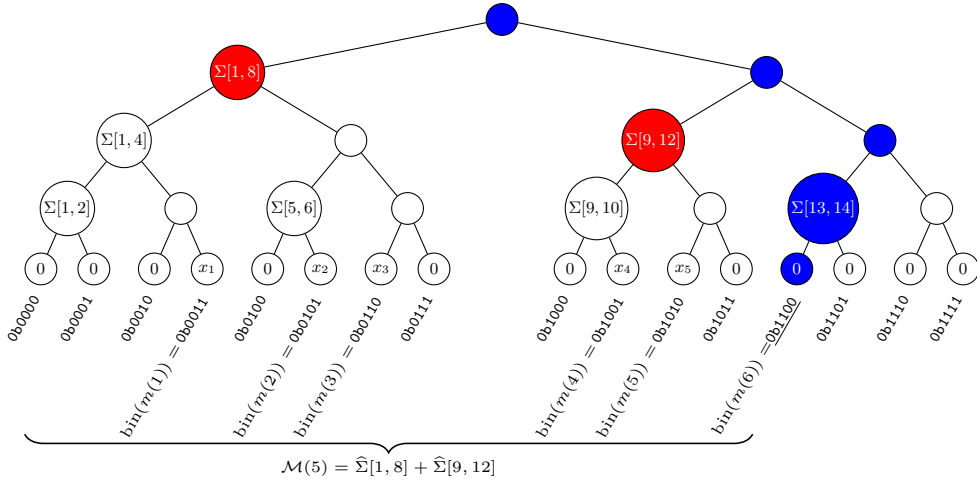 Σ[1, 8]
Σ[1, 4]
Σ[9, 12]
Σ[1, 2]
Σ[5, 6]
Σ[9, 10]
Σ[13, 14]
0 0 0 x₁ 0 x₂ x₃ 0 0 x₄ x₅ 0 0 0 0 0
0b0000
0b0001
0b0010
bin(m(1)) = 0b0011
0b0100
bin(m(2)) = 0b0101
bin(m(3)) = 0b0110
0b0111
0b1000
bin(m(4)) = 0b1001
bin(m(5)) = 0b1010
0b1011
bin(m(6)) = 0b1100
0b1101
0b1110
0b1111
ℳ(5) = Σ̂[1, 8] + Σ̂[9, 12]